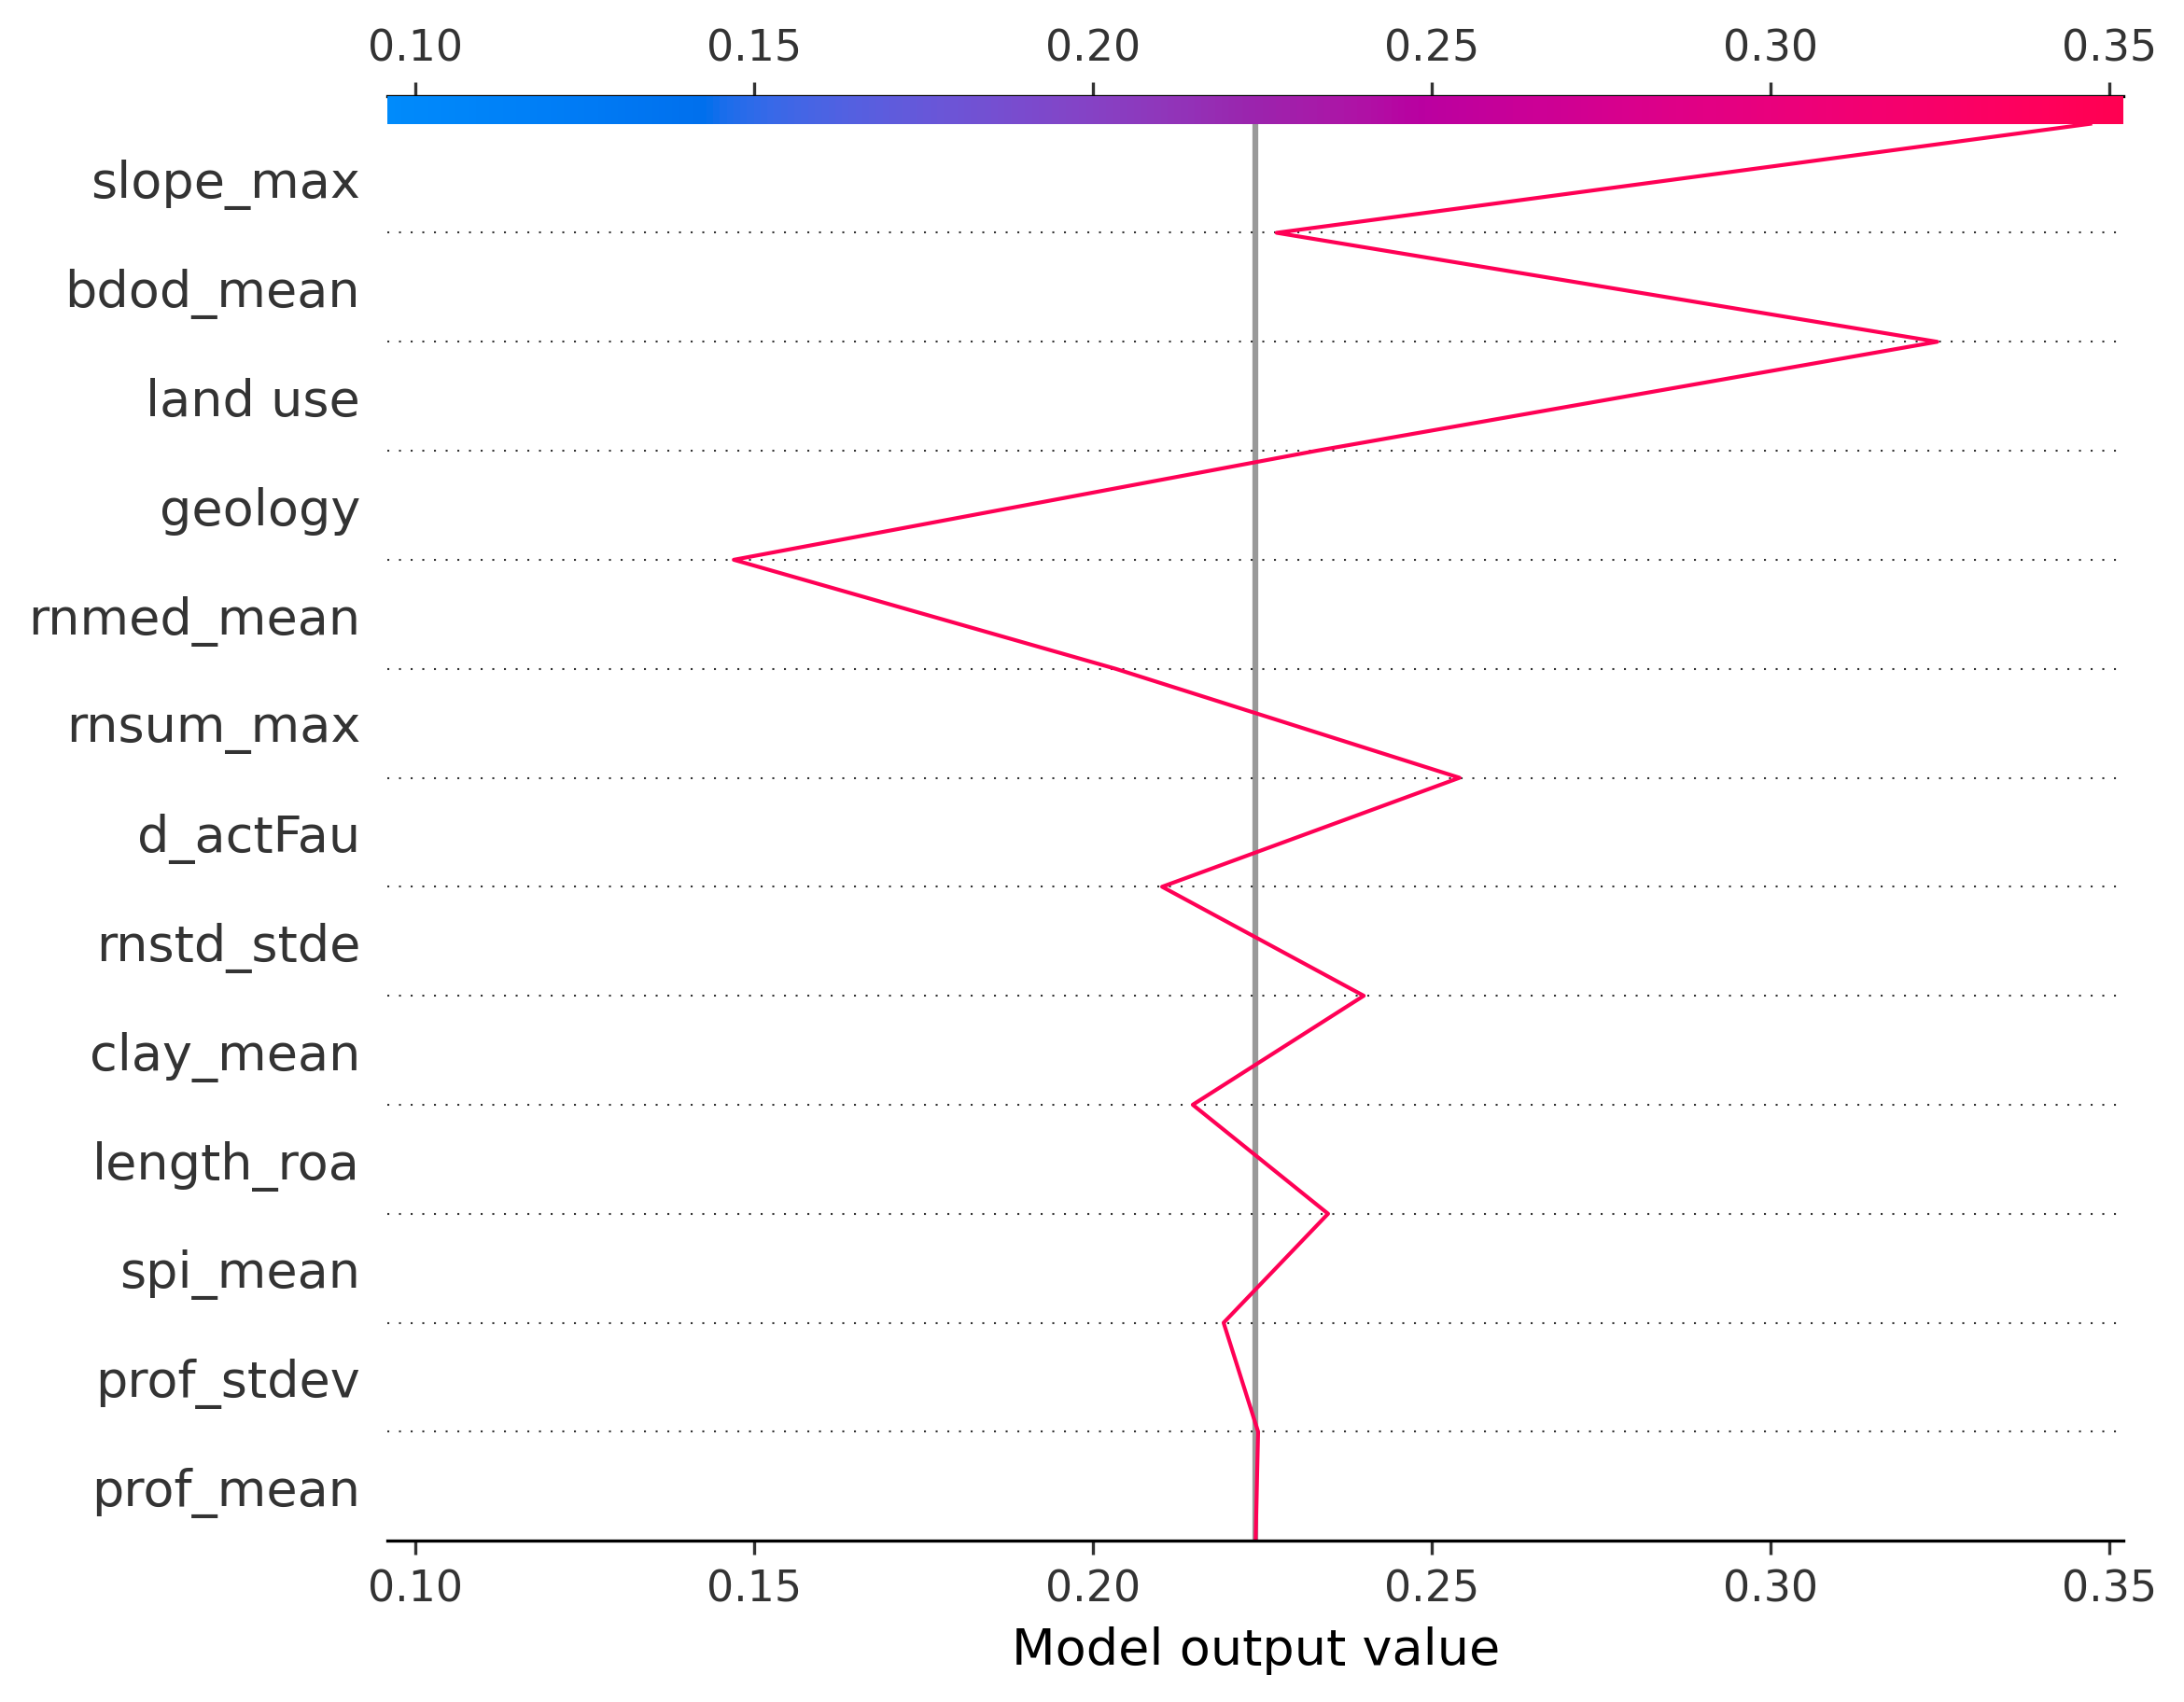 0.10 0.15 0.20 0.25 0.30 0.35
slope_max
bdod_mean
land use
geology
rnmed_mean
rnsum_max
d_actFau
rnstd_stde
clay_mean
length_roa
spi_mean
prof_stdev
prof_mean
0.10 0.15 0.20 0.25 0.30 0.35
Model output value